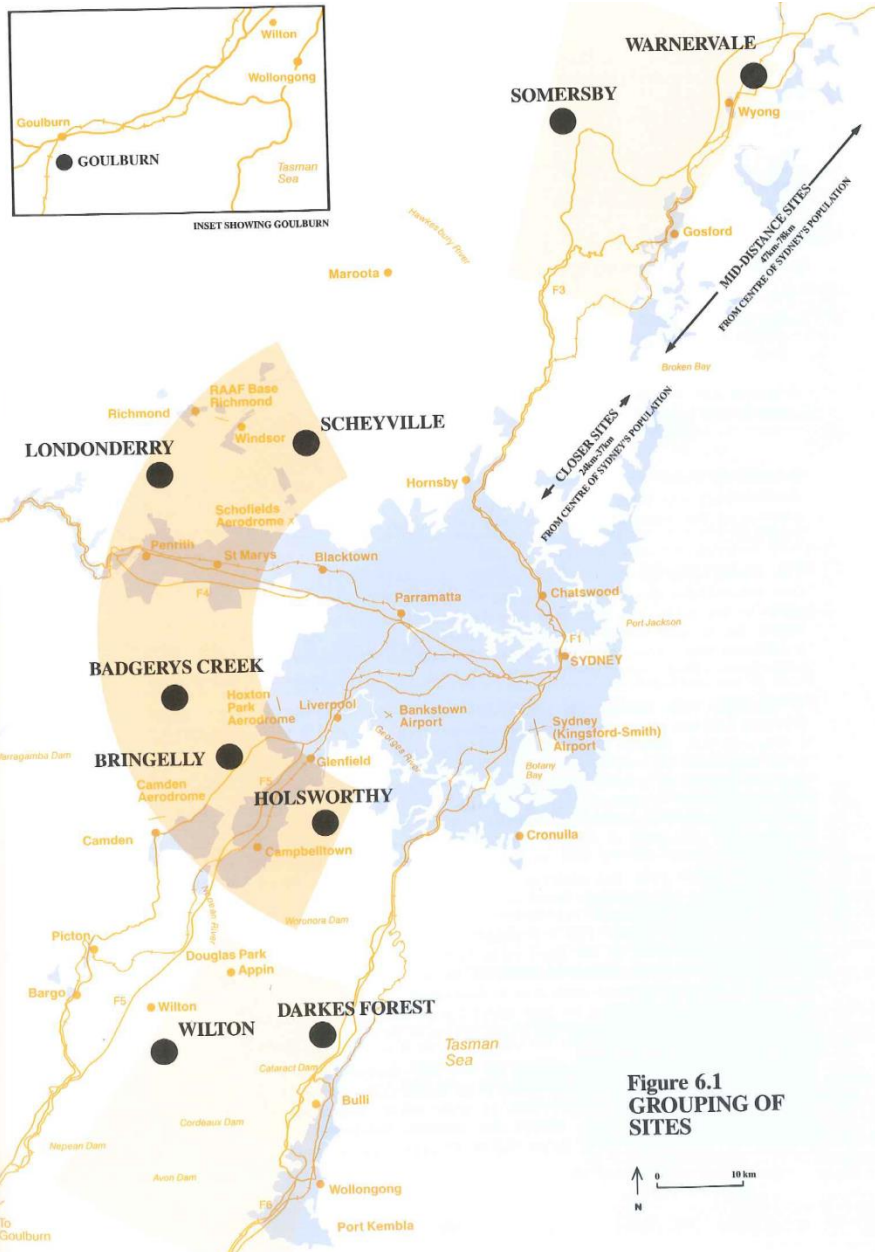 Wilton
Wollongong
Goulburn
GOULBURN
Tasman
Sea
INSET SHOWING GOULBURN
WARNERVALE
SOMERSBY
Wyong
Gosford
Hawkesbury River
Maroota
F3
MID-DISTANCE SITES
47km-78km
FROM CENTRE OF SYDNEY'S POPULATION
Broken Bay
CLOSER SITES
24km-37km
FROM CENTRE OF SYDNEY'S POPULATION
Richmond
RAAF Base
Richmond
Windsor
SCHEYVILLE
LONDONDERRY
Hornsby
Schofields
Aerodrome
Penrith
St Marys
Blacktown
F4
Parramatta
Chatswood
Port Jackson
F1
SYDNEY
BADGERYS CREEK
Hoxton
Park
Aerodrome
Liverpool
Bankstown
Airport
Georges River
Sydney
(Kingsford-Smith)
Airport
Botany
Bay
Warragamba Dam
BRINGELLY
Glenfield
F5
Camden
Aerodrome
HOLSWORTHY
Camden
Campbelltown
Cronulla
Nepean River
Woronora Dam
Picton
Douglas Park
Appin
Bargo
F5
Wilton
WILTON
DARKES FOREST
Tasman
Sea
Cataract Dam
Bulli
Cordeaux Dam
Nepean Dam
Avon Dam
Wollongong
F6
Port Kembla
To
Goulburn
Figure 6.1
GROUPING OF
SITES
0 10 km
N